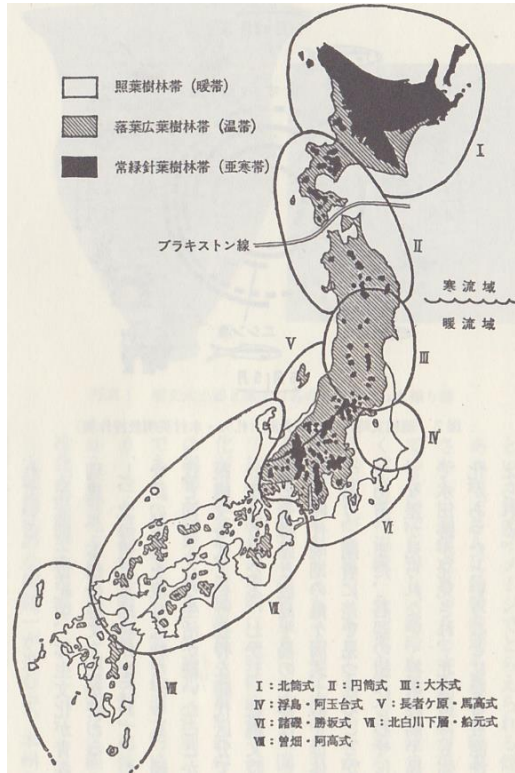 照葉樹林帯(暖帯)
落葉広葉樹林帯(温帯)
常緑針葉樹林帯(亜寒帯)
I
ブラキストン線
II
寒流域
暖流域
V
III
IV
VI
VII
VIII
I:北筒式 II:円筒式 III:大木式
IV:浮島・阿玉台式 V:長者ケ原・馬高式
VI:諸磯・勝坂式 VII:北白川下層・船元式
VIII:曽畑・阿高式